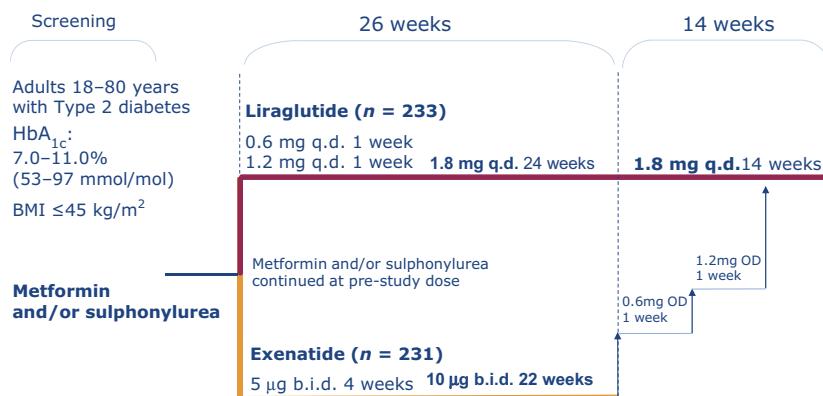 Screening
26 weeks
14 weeks
Adults 18–80 years
with Type 2 diabetes
HbA1c:
7.0–11.0%
(53–97 mmol/mol)
BMI ≤45 kg/m2
Metformin
and/or sulphonylurea
Liraglutide (n = 233)
0.6 mg q.d. 1 week
1.2 mg q.d. 1 week 1.8 mg q.d. 24 weeks
1.8 mg q.d.14 weeks
Metformin and/or sulphonylurea
continued at pre-study dose
1.2mg OD
1 week
0.6mg OD
1 week
Exenatide (n = 231)
5 μg b.i.d. 4 weeks 10 μg b.i.d. 22 weeks